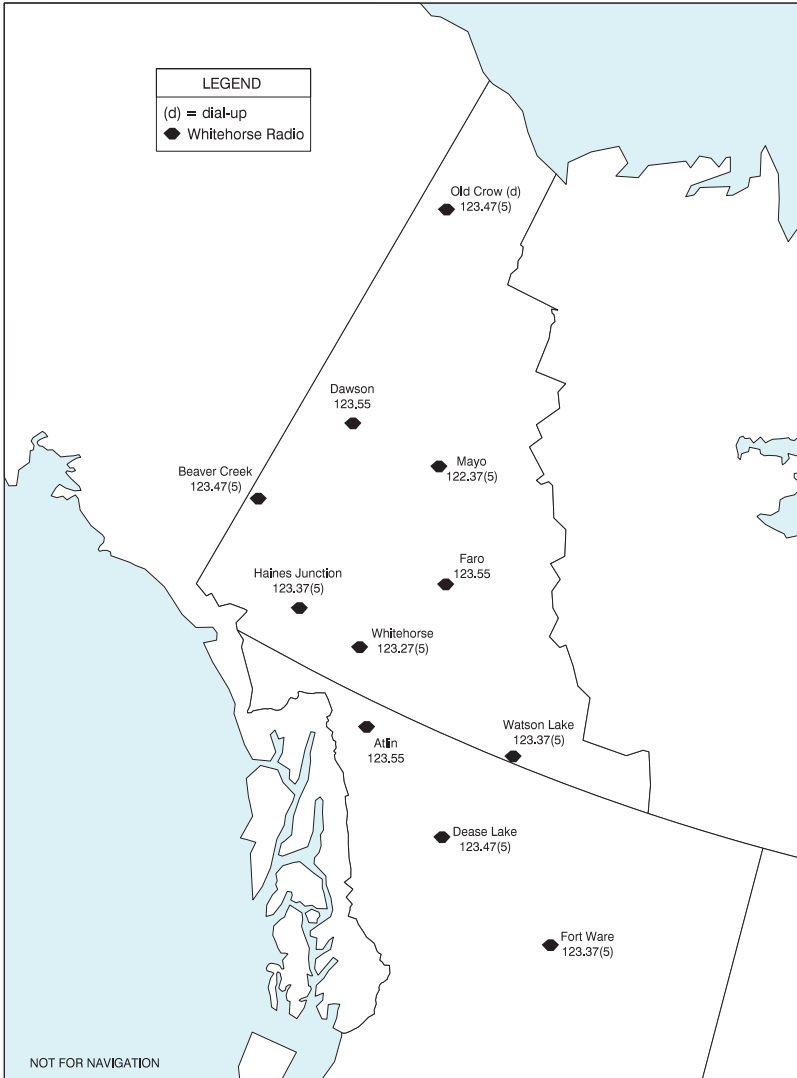 LEGEND
(d) = dial-up
Whitehorse Radio
Old Crow (d)
123.47(5)
Dawson
123.55
Mayo
122.37(5)
Beaver Creek
123.47(5)
Faro
123.55
Haines Junction
123.37(5)
Whitehorse
123.27(5)
Watson Lake
123.37(5)
Atlin
123.55
Dease Lake
123.47(5)
Fort Ware
123.37(5)
NOT FOR NAVIGATION